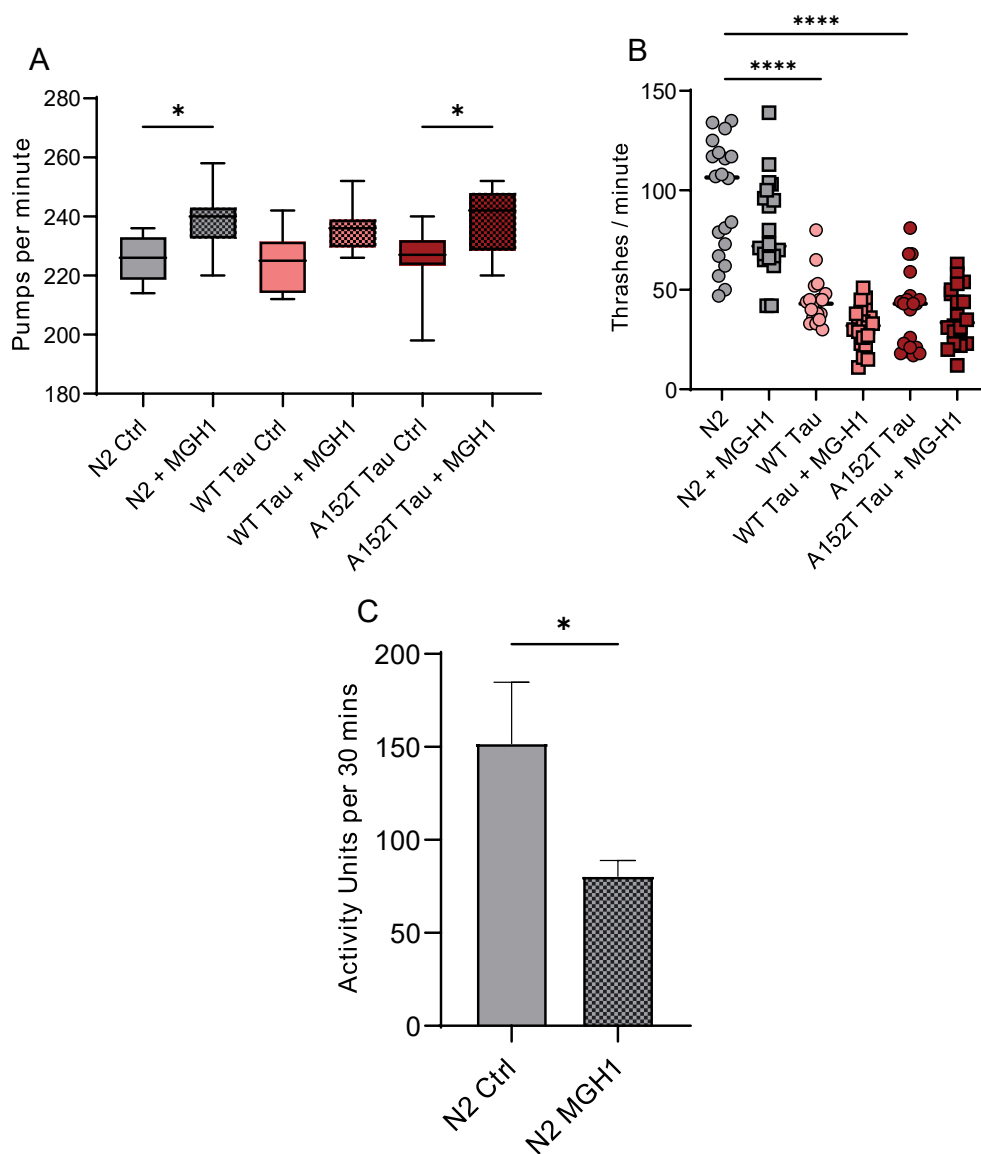 A
Pumps per minute
280
260
240
220
200
180
*
*
N2 Ctrl
N2 + MGH1
WT Tau Ctrl
WT Tau + MGH1
A152T Tau Ctrl
A152T Tau + MGH1
B
Thrashes / minute
150
100
50
0
****
****
N2
N2 + MG-H1
WT Tau
WT Tau + MG-H1
A152T Tau
A152T Tau + MG-H1
C
Activity Units per 30 mins
200
150
100
50
0
*
N2 Ctrl
N2 MGH1